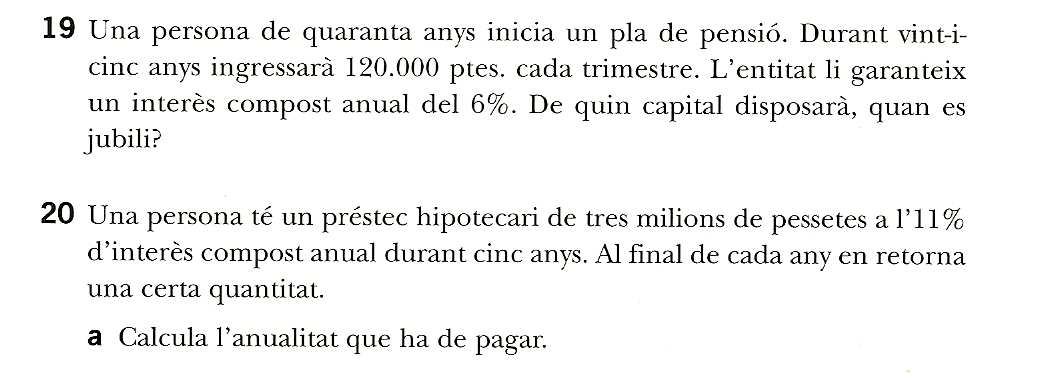 19 Una persona de quaranta anys inicia un pla de pensió. Durant vint-i-
cinc anys ingressarà 120.000 ptes. cada trimestre. L'entitat li garanteix
un interès compost anual del 6%. De quin capital disposarà, quan es
jubili?
20 Una persona té un préstec hipotecari de tres milions de pessetes a l'11%
d'interès compost anual durant cinc anys. Al final de cada any en retorna
una certa quantitat.
a Calcula l'anualitat que ha de pagar.